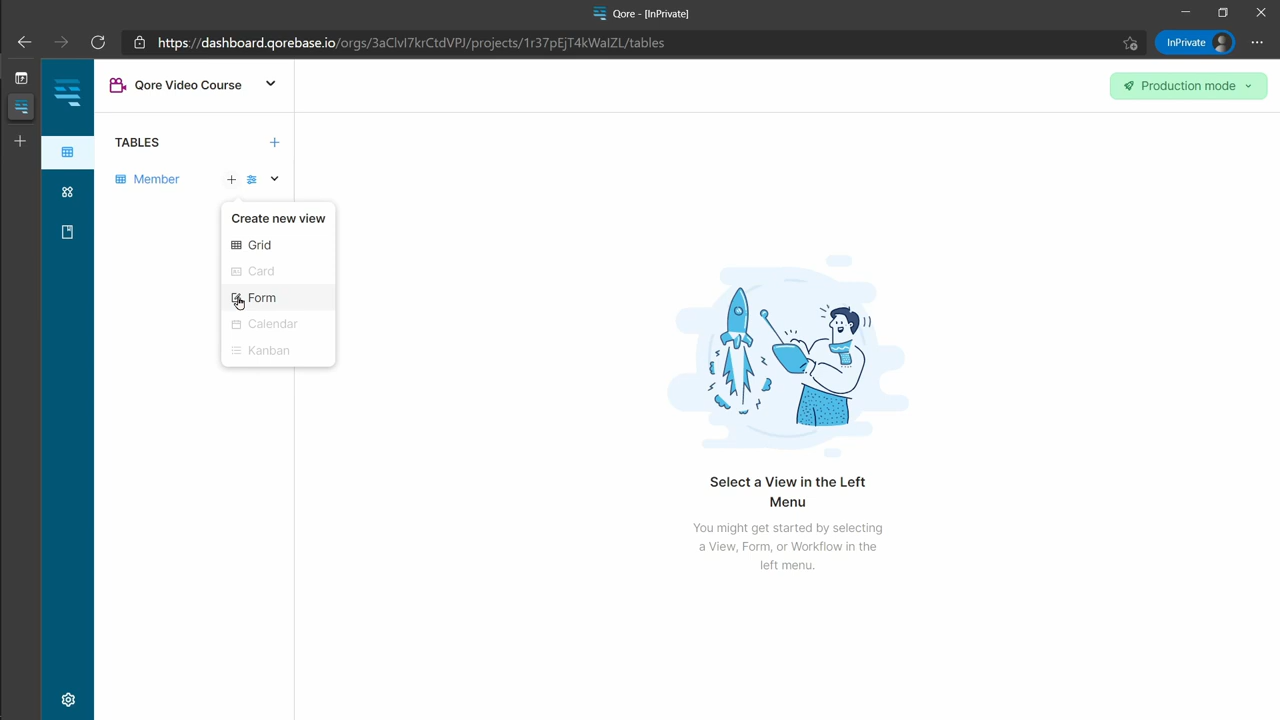 Qore - [InPrivate]
https://dashboard.qorebase.io/orgs/3aClvI7krCtdVPJ/projects/1r37pEjT4kWaIZL/tables
InPrivate
Qore Video Course
Production mode
TABLES
Member
Create new view
Grid
Card
Form
Calendar
Kanban
Select a View in the Left
Menu
You might get started by selecting
a View, Form, or Workflow in the
left menu.